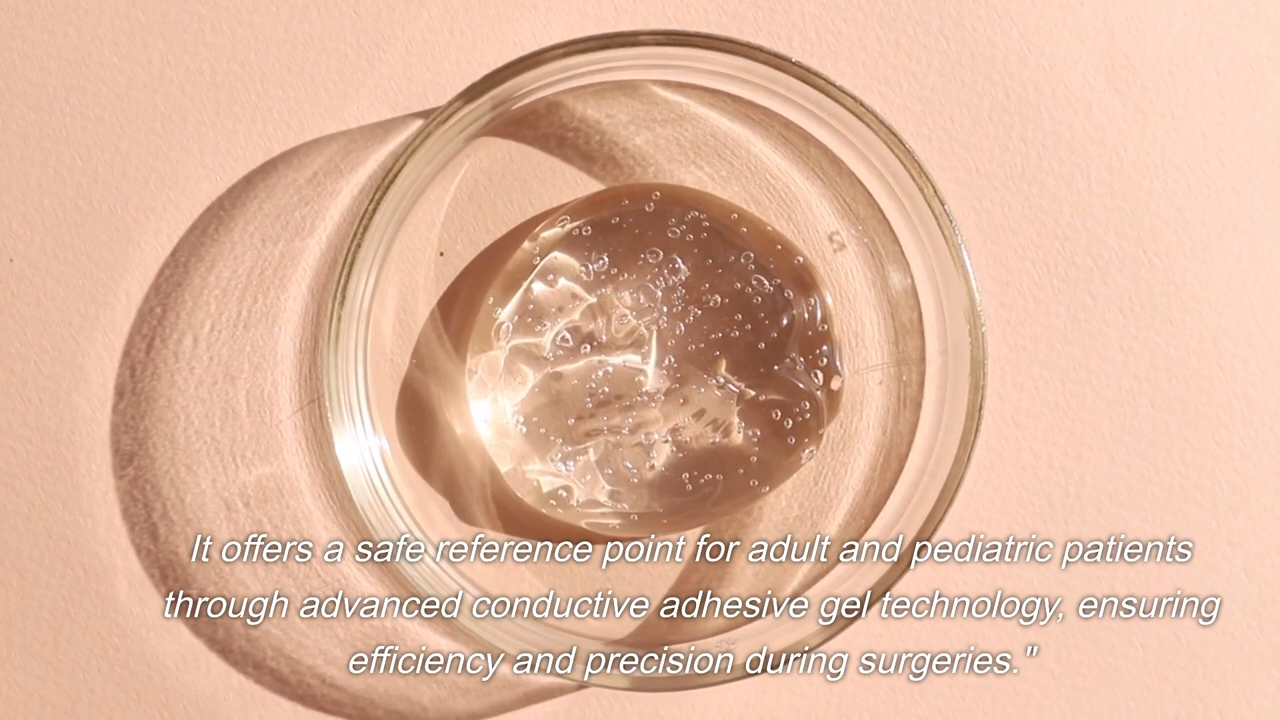 It offers a safe reference point for adult and pediatric patients
through advanced conductive adhesive gel technology, ensuring
efficiency and precision during surgeries."